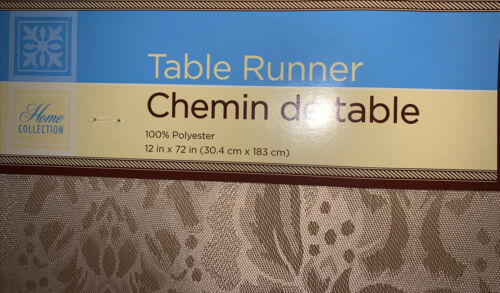 Table Runner
Home
COLLECTION
Chemin de table
100% Polyester
12 in x 72 in (30.4 cm x 183 cm)